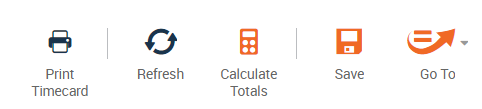 Print
Timecard
Refresh
Calculate
Totals
Save
Go To